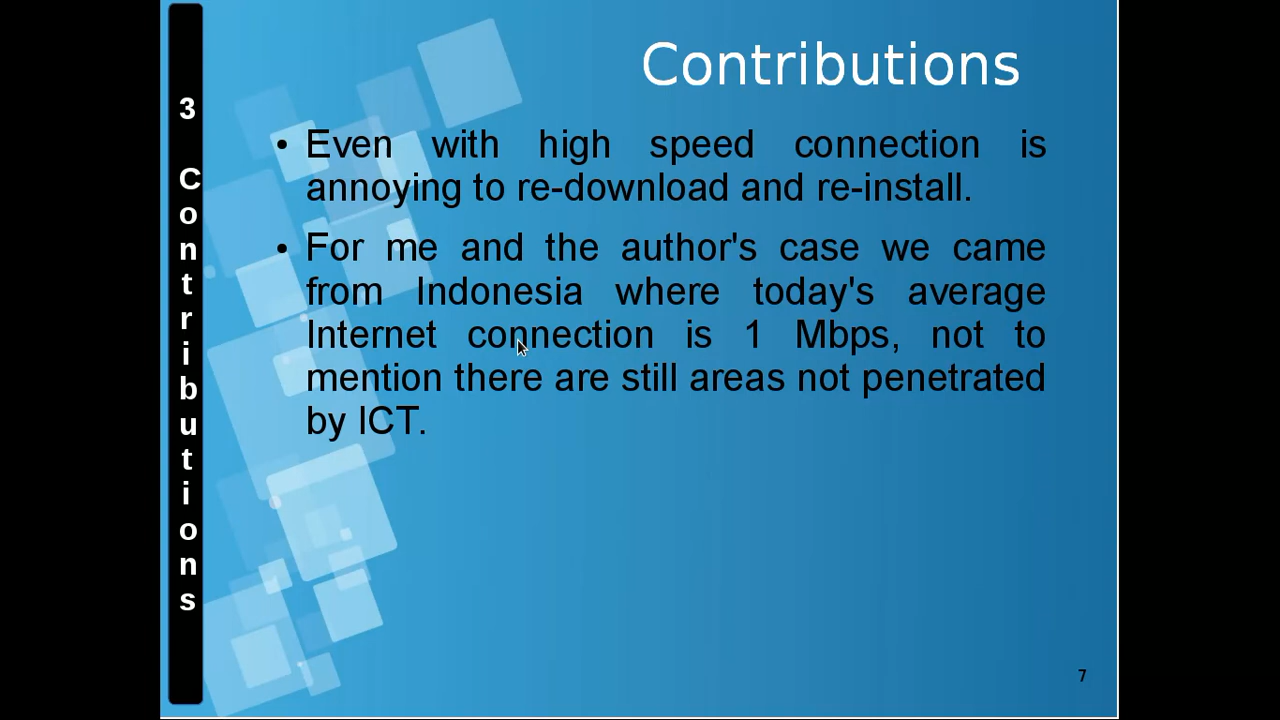 Contributions
3 Contributions
• Even with high speed connection is
annoying to re-download and re-install.
• For me and the author's case we came
from Indonesia where today's average
Internet connection is 1 Mbps, not to
mention there are still areas not penetrated
by ICT.
7